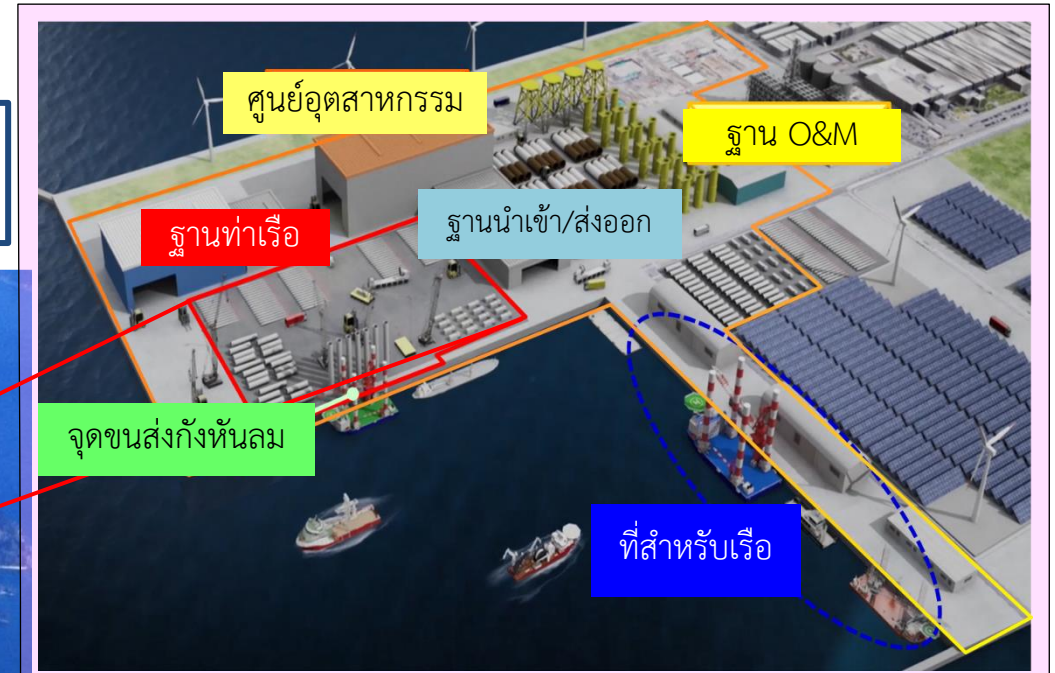 ศูนย์อุตสาหกรรม
ฐาน O&M
ฐานท่าเรือ
ฐานนำเข้า/ส่งออก
จุดขนส่งกังหันลม
ที่สำหรับเรือ